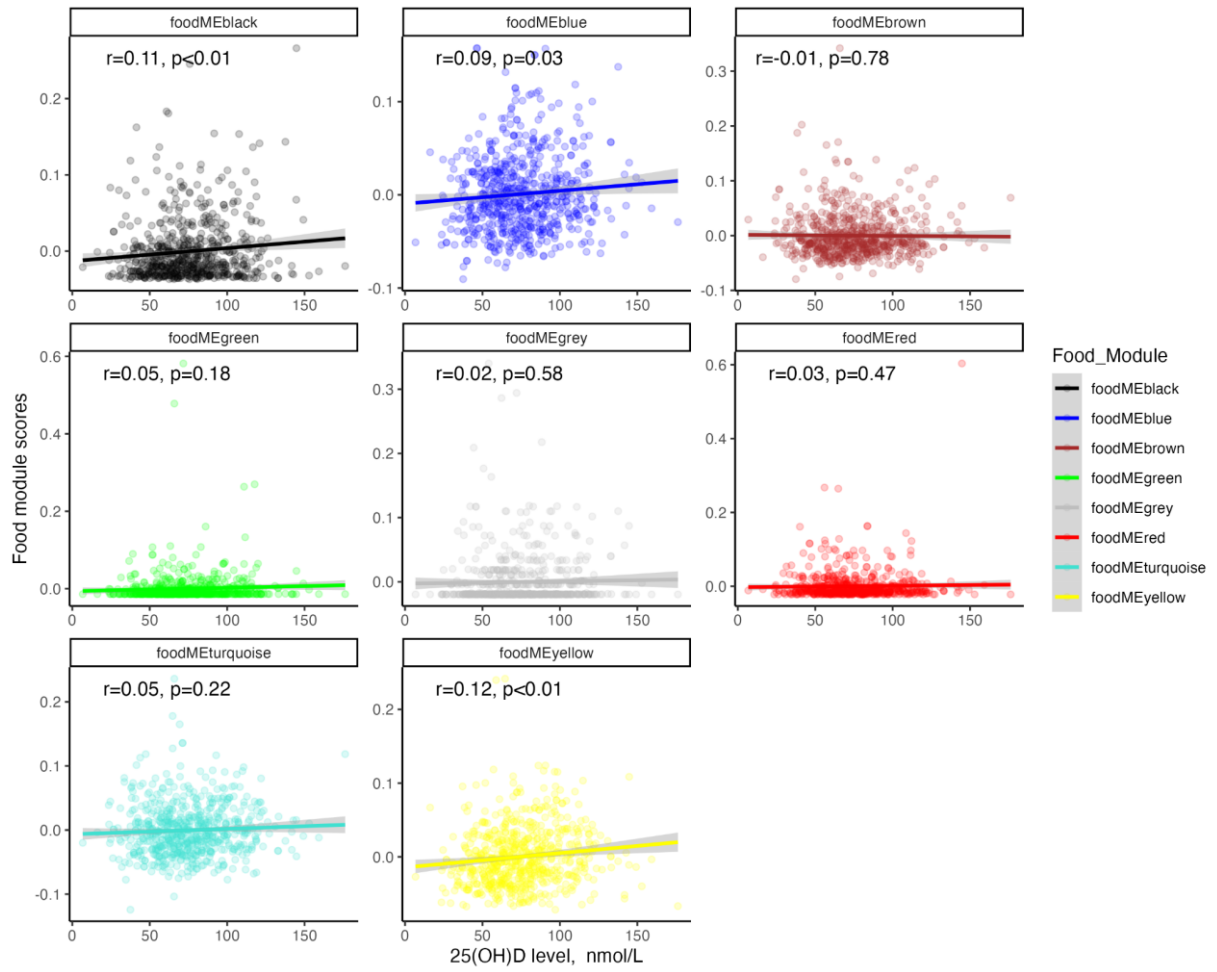 foodMEblack
foodMEblue
foodMEbrown
r=0.11, p<0.01
r=0.09, p=0.03
r=-0.01, p=0.78
0.2
0.1
0.0
0
50
100
150
0.1
0.0
-0.1
0
50
100
150
0.3
0.2
0.1
0.0
-0.1
0
50
100
150
foodMEgreen
foodMEgrey
foodMEred
r=0.05, p=0.18
r=0.02, p=0.58
r=0.03, p=0.47
0.6
0.4
0.2
0.0
0
50
100
150
0.3
0.2
0.1
0.0
0
50
100
150
0.6
0.4
0.2
0.0
0
50
100
150
foodMEturquoise
foodMEyellow
r=0.05, p=0.22
r=0.12, p<0.01
0.2
0.1
0.0
-0.1
0
50
100
150
0.2
0.1
0.0
0
50
100
150
Food module scores
25(OH)D level, nmol/L
Food_Module
foodMEblack
foodMEblue
foodMEbrown
foodMEgreen
foodMEgrey
foodMEred
foodMEturquoise
foodMEyellow